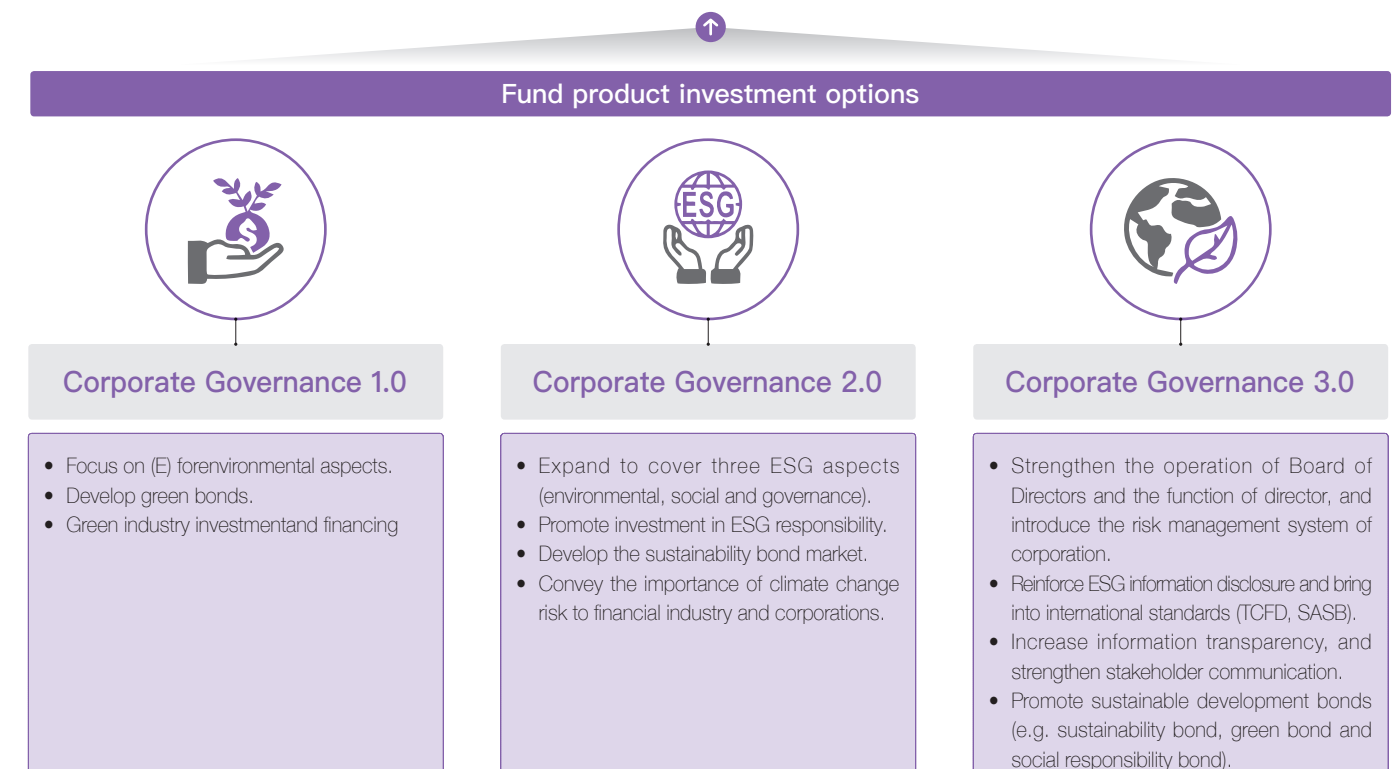 Fund product investment options
ESG
Corporate Governance 1.0
• Focus on (E) forenvironmental aspects.
• Develop green bonds.
• Green industry investmentand financing
Corporate Governance 2.0
• Expand to cover three ESG aspects
(environmental, social and governance).
• Promote investment in ESG responsibility.
• Develop the sustainability bond market.
• Convey the importance of climate change
risk to financial industry and corporations.
Corporate Governance 3.0
• Strengthen the operation of Board of
Directors and the function of director, and
introduce the risk management system of
corporation.
• Reinforce ESG information disclosure and bring
into international standards (TCFD, SASB).
• Increase information transparency, and
strengthen stakeholder communication.
• Promote sustainable development bonds
(e.g. sustainability bond, green bond and
social responsibility bond).